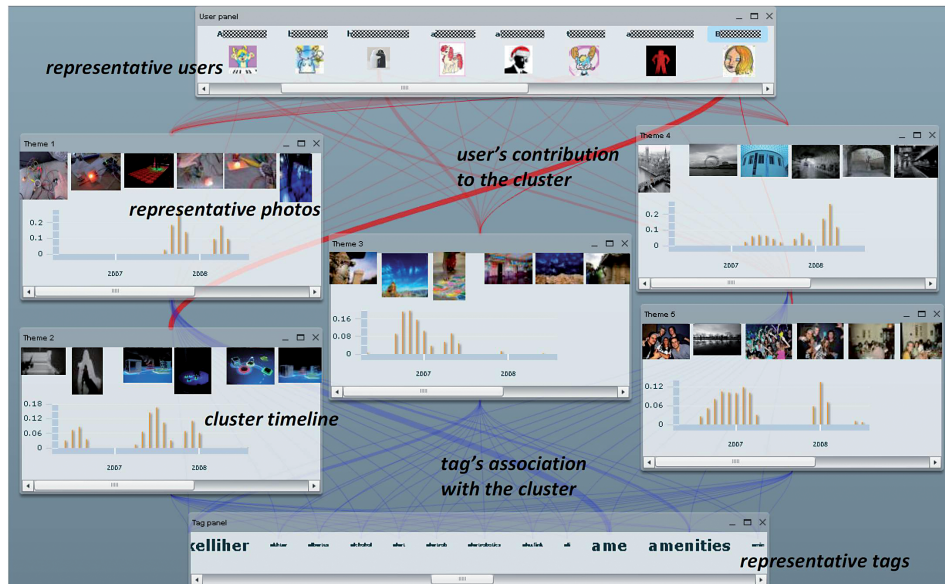 User panel
representative users
Theme 1
Theme 4
user's contribution
to the cluster
representative photos
0.2
0.1
0
2007
2008
0.2
0.1
0
2007
2008
Theme 3
0.16
0.08
0
2007
2008
Theme 2
Theme 5
0.18
0.12
0.06
0
2007
2008
0.12
0.06
0
2007
2008
cluster timeline
tag's association
with the cluster
Tag panel
kelliher
ame
amenities
representative tags